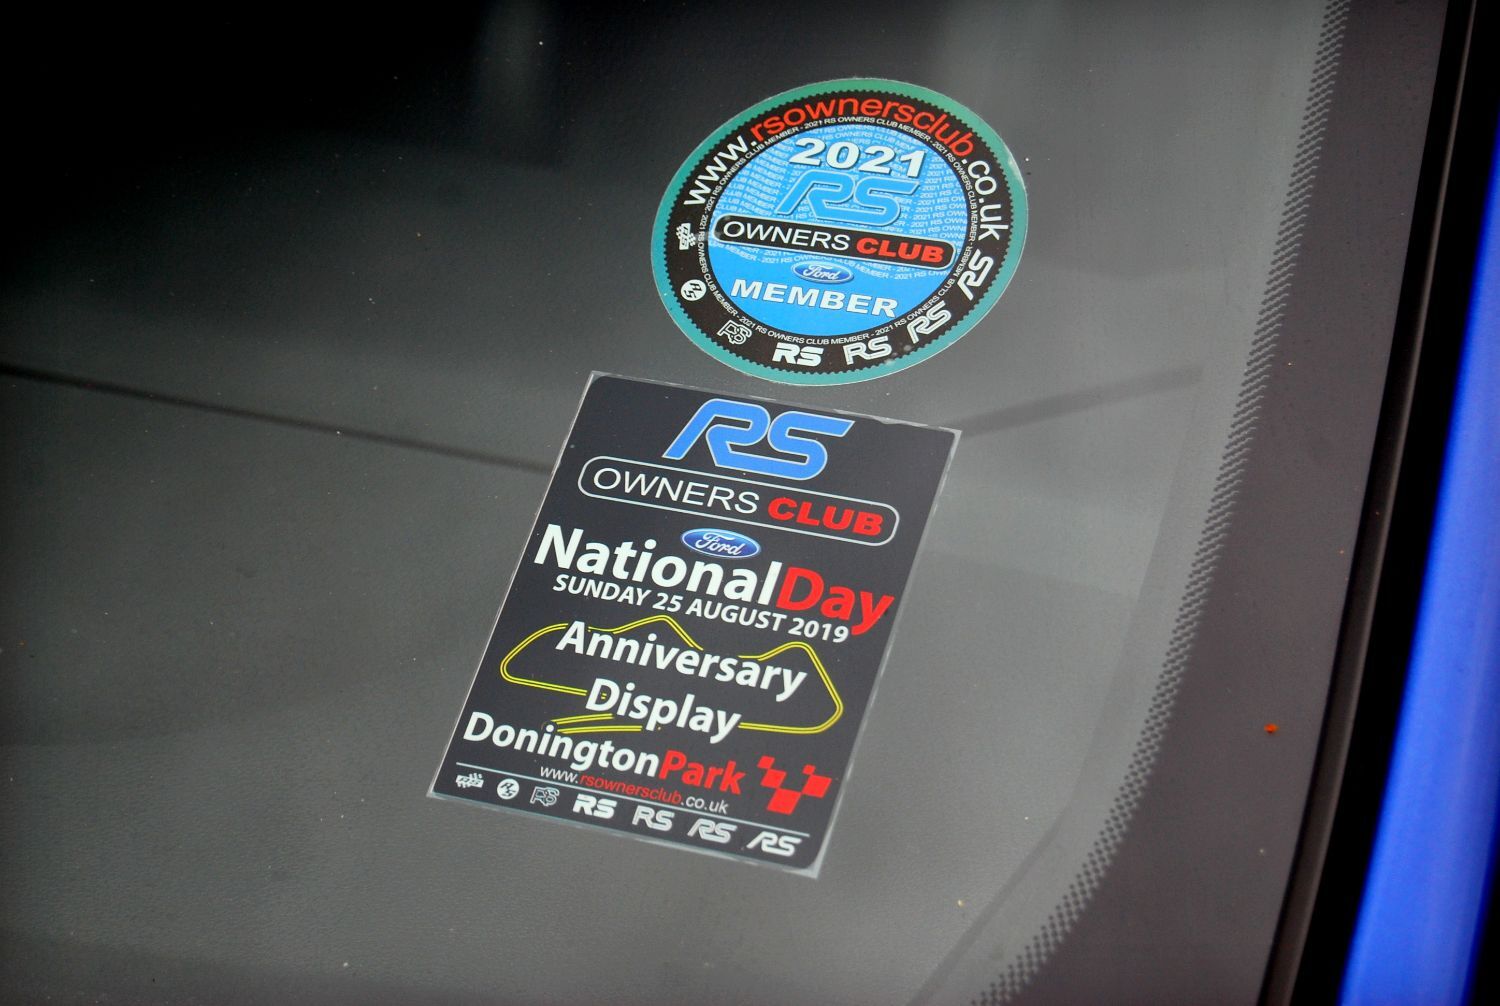 www.rsownersclub.co.uk
2021
RS
OWNERS CLUB
Ford
MEMBER
RS
RS
RS
RS
RS
OWNERS CLUB
Ford
NationalDay
SUNDAY 25 AUGUST 2019
Anniversary
Display
DoningtonPark
www.rsownersclub.co.uk
RS RS RS RS RS